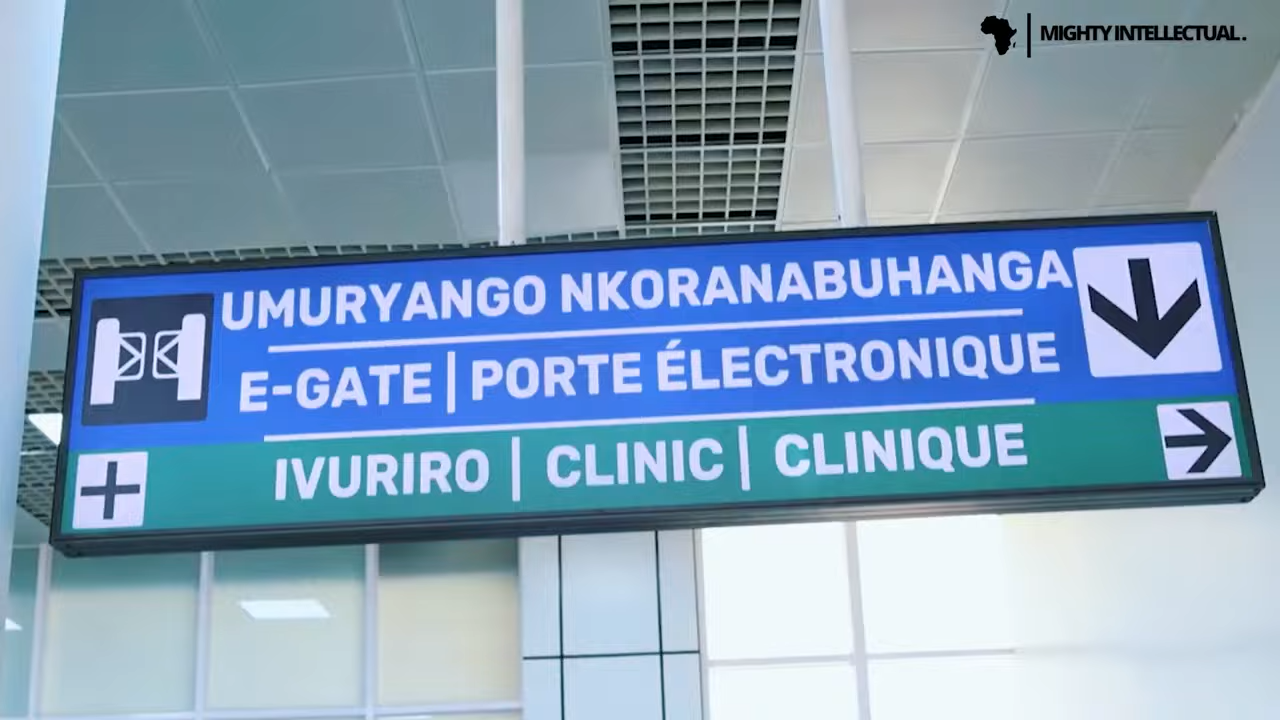 MIGHTY INTELLECTUAL.
UMURYANGO NKORANABUHANGA
E-GATE | PORTE ÉLECTRONIQUE
IVURIRO | CLINIC | CLINIQUE